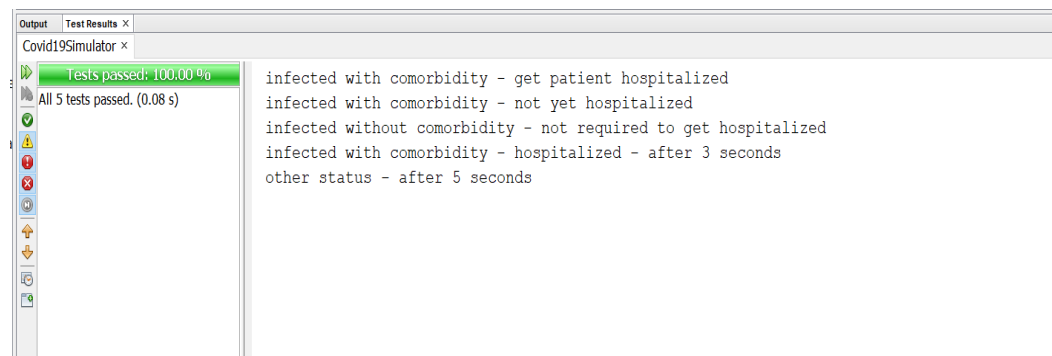 Output Test Results ×
Covid19Simulator ×
Tests passed: 100.00 %
All 5 tests passed. (0.08 s)
infected with comorbidity - get patient hospitalized
infected with comorbidity - not yet hospitalized
infected without comorbidity - not required to get hospitalized
infected with comorbidity - hospitalized - after 3 seconds
other status - after 5 seconds